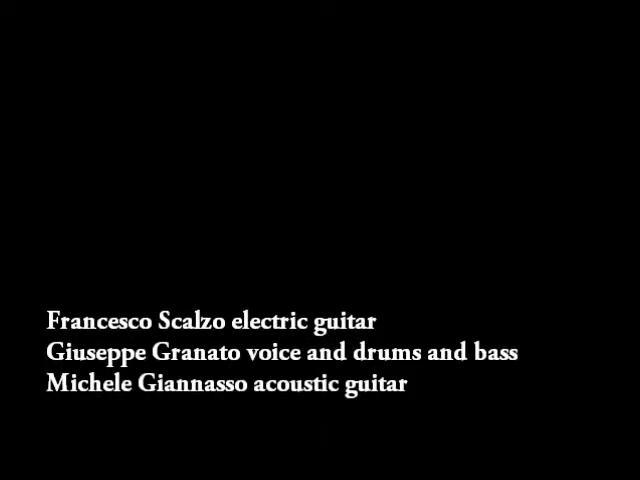 Francesco Scalzo electric guitar
Giuseppe Granato voice and drums and bass
Michele Giannasso acoustic guitar